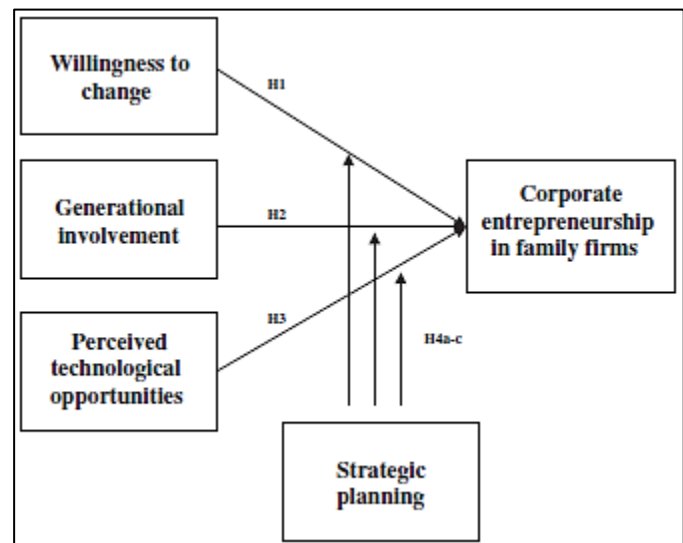 Willingness to
change
H1
Generational
involvement
H2
Corporate
entrepreneurship
in family firms
H3
Perceived
technological
opportunities
H4a-c
Strategic
planning